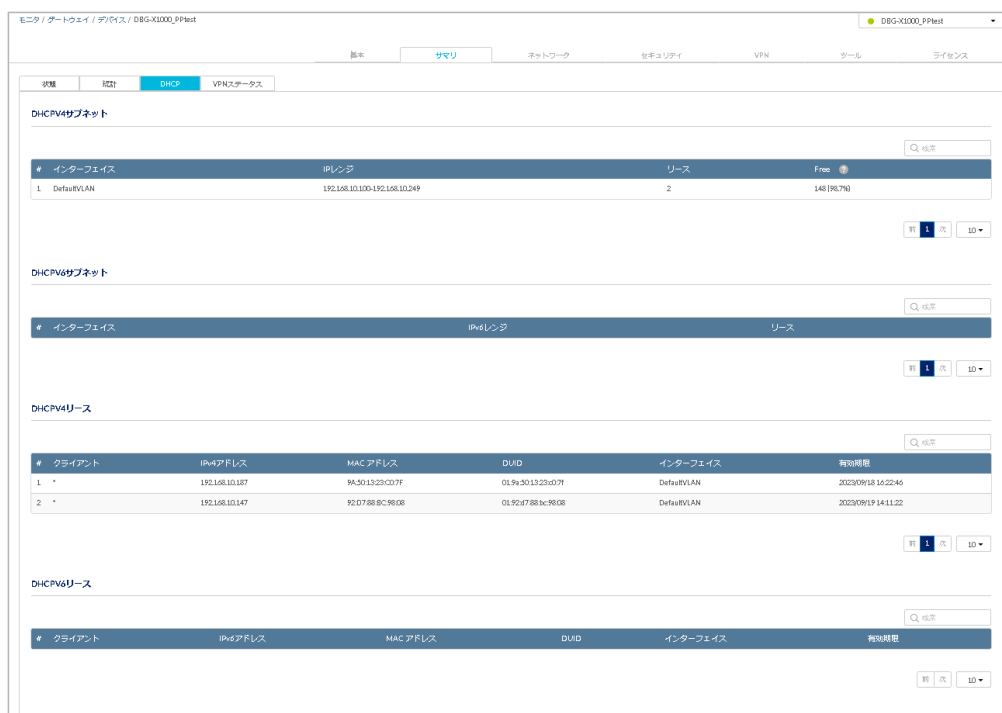 モニタ / ゲートウェイ / デバイス / DBG-X1000_PPtest
DBG-X1000_PPtest
基本 サマリ ネットワーク セキュリティ VPN ツール ライセンス
状態 統計 DHCP VPNステータス
DHCPV4サブネット
検索
# インターフェイス IPレンジ リース Free ?
1 DefaultVLAN 192.168.10.100-192.168.10.249 2 148 (98.7%)
前 1 次 10
DHCPV6サブネット
検索
# インターフェイス IPv6レンジ リース
前 1 次 10
DHCPV4リース
検索
# クライアント IPv4アドレス MAC アドレス DUID インターフェイス 有効期限
1 * 192.168.10.187 9A:50:13:23:C0:7F 01:9a:50:13:23:c0:7f DefaultVLAN 2023/09/18 16:22:46
2 * 192.168.10.147 92:D7:88:BC:98:08 01:92:d7:88:bc:98:08 DefaultVLAN 2023/09/19 14:11:22
前 1 次 10
DHCPV6リース
検索
# クライアント IPv6アドレス MAC アドレス DUID インターフェイス 有効期限
前 次 10